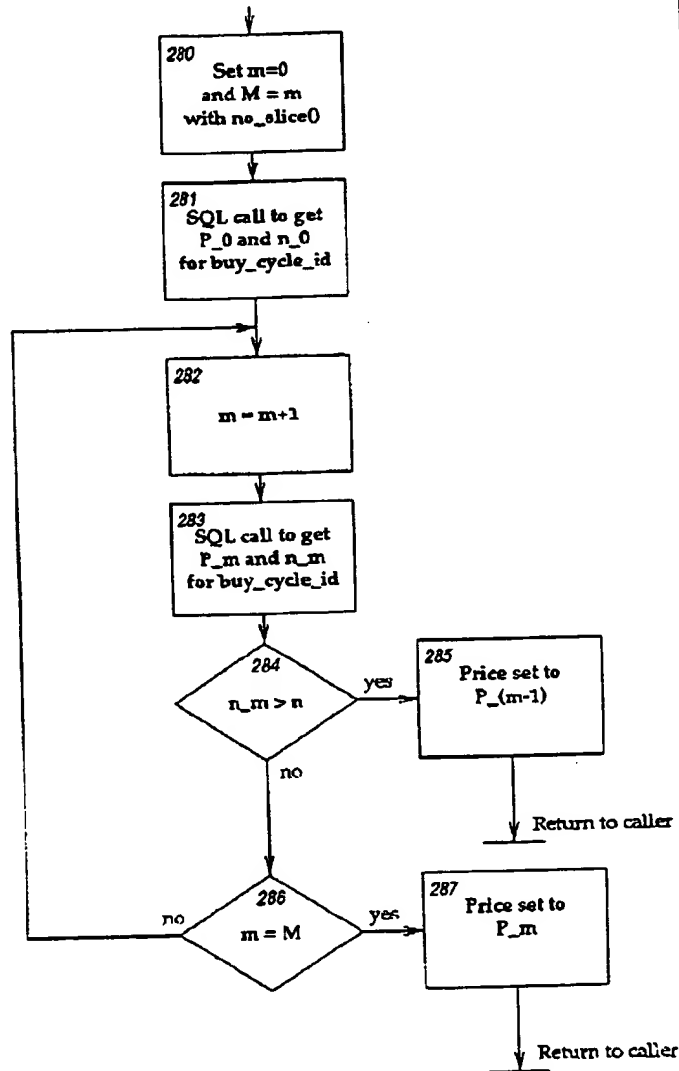 280
Set m=0
and M = m
with no_slice()
281
SQL call to get
P_0 and n_0
for buy_cycle_id
282
m = m+1
283
SQL call to get
P_m and n_m
for buy_cycle_id
284
n_m > n
yes
285
Price set to
P_(m-1)
no
Return to caller
286
m = M
no
yes
287
Price set to
P_m
Return to caller